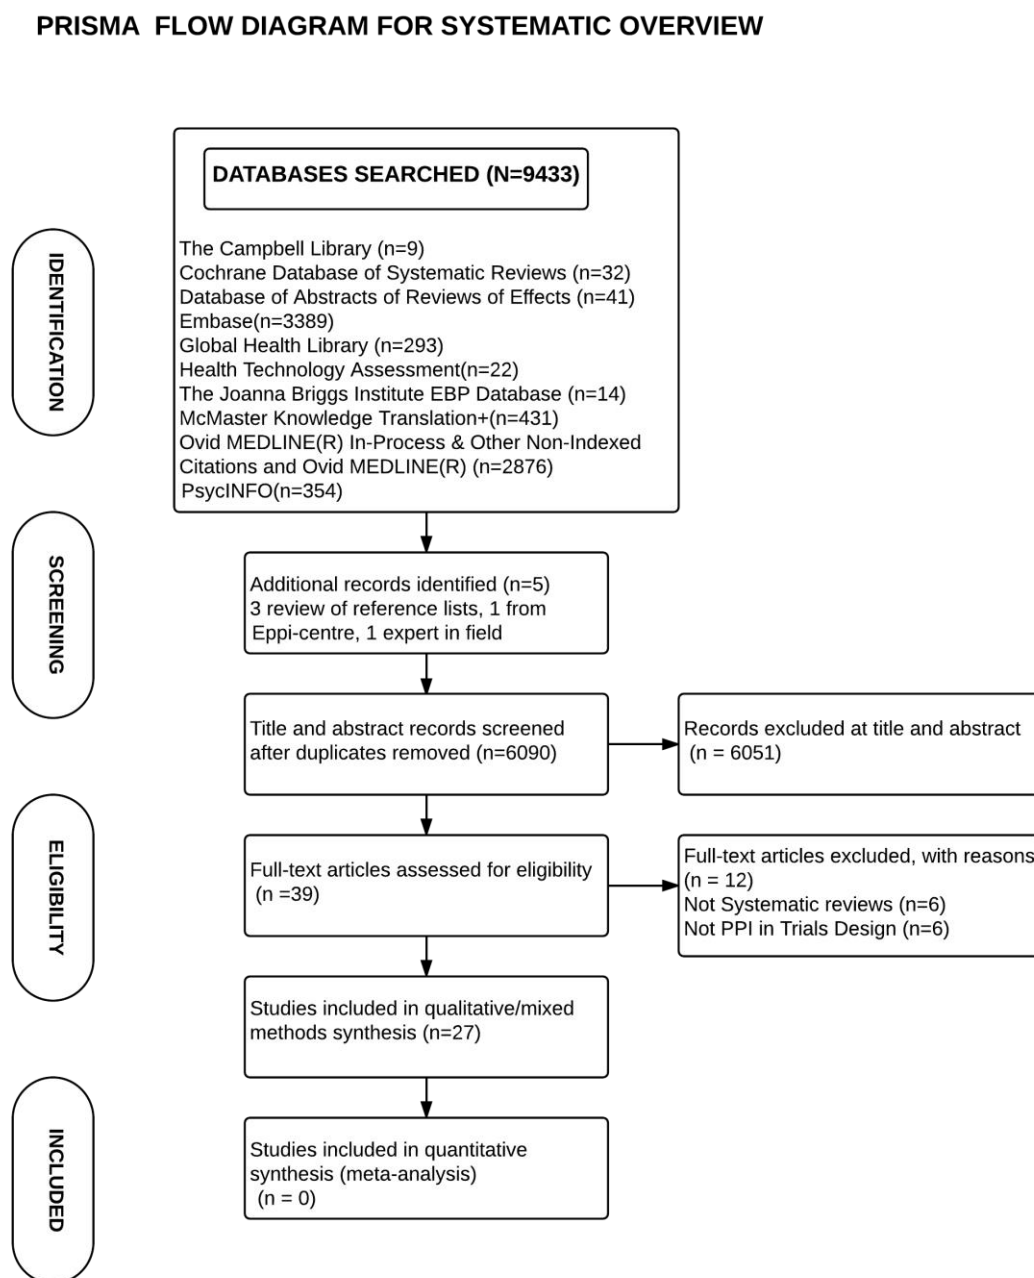 PRISMA FLOW DIAGRAM FOR SYSTEMATIC OVERVIEW
IDENTIFICATION
DATABASES SEARCHED (N=9433)
The Campbell Library (n=9)
Cochrane Database of Systematic Reviews (n=32)
Database of Abstracts of Reviews of Effects (n=41)
Embase(n=3389)
Global Health Library (n=293)
Health Technology Assessment(n=22)
The Joanna Briggs Institute EBP Database (n=14)
McMaster Knowledge Translation+(n=431)
Ovid MEDLINE(R) In-Process & Other Non-Indexed
Citations and Ovid MEDLINE(R) (n=2876)
PsycINFO(n=354)
SCREENING
Additional records identified (n=5)
3 review of reference lists, 1 from
Eppi-centre, 1 expert in field
Title and abstract records screened
after duplicates removed (n=6090)
Records excluded at title and abstract
(n = 6051)
ELIGIBILITY
Full-text articles assessed for eligibility
(n =39)
Full-text articles excluded, with reasons
(n = 12)
Not Systematic reviews (n=6)
Not PPI in Trials Design (n=6)
Studies included in qualitative/mixed
methods synthesis (n=27)
INCLUDED
Studies included in quantitative
synthesis (meta-analysis)
(n = 0)